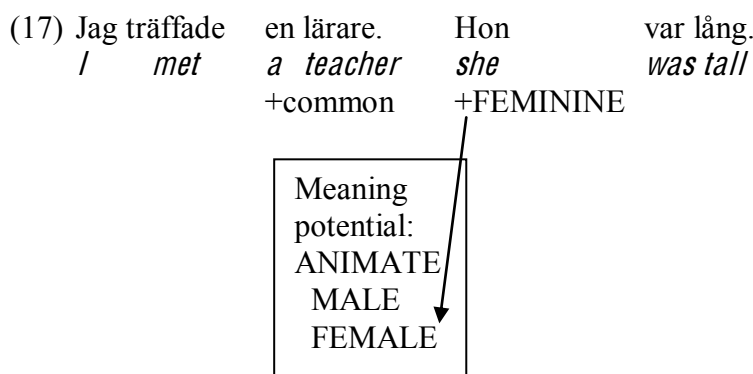 (17) Jag träffade en lärare. Hon var lång.
I met a teacher she was tall
+common +FEMININE
Meaning
potential:
ANIMATE
MALE
FEMALE